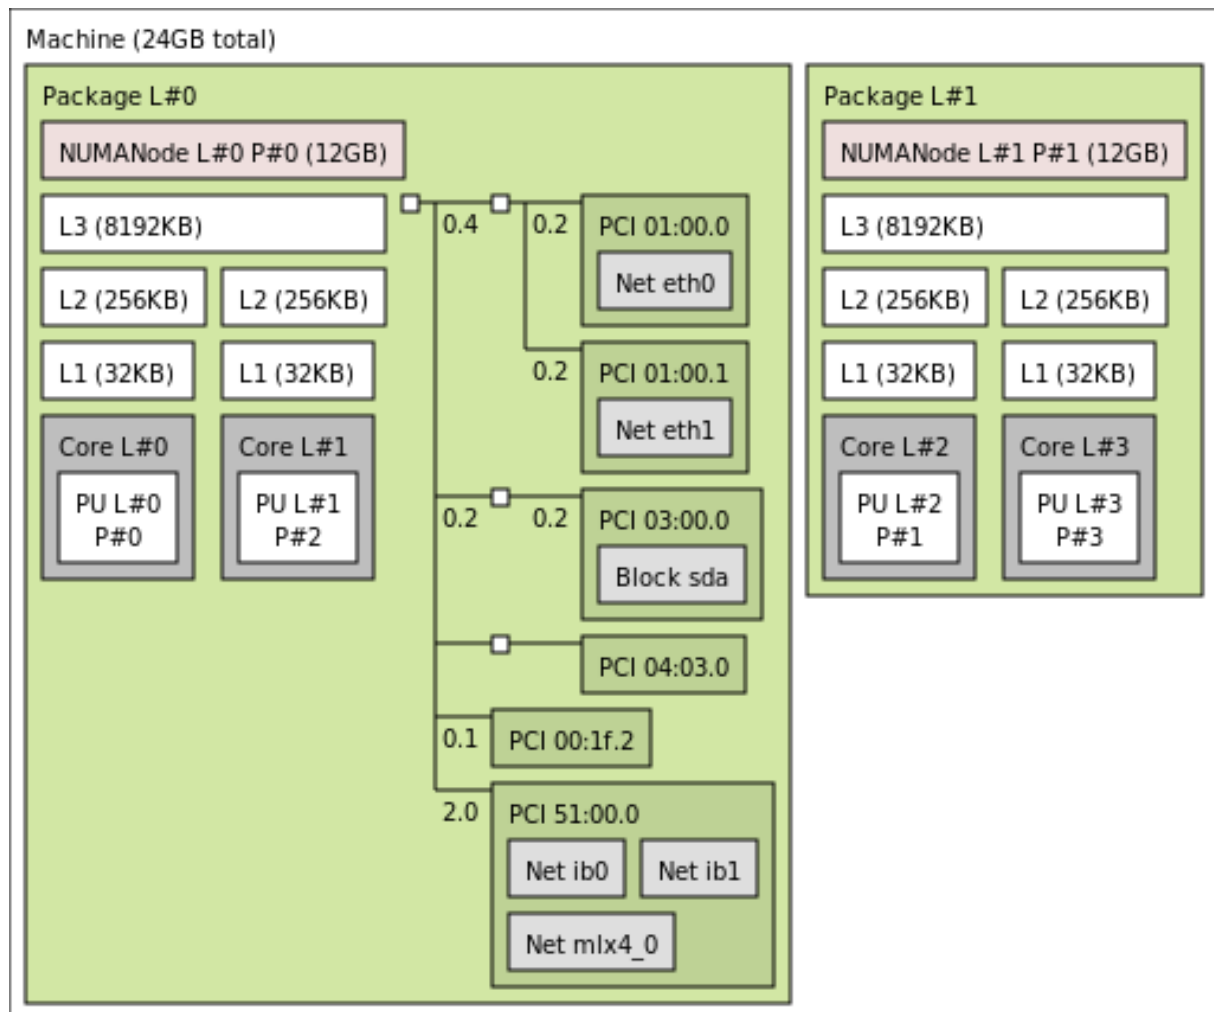 Machine (24GB total)
Package L#0
NUMANode L#0 P#0 (12GB)
L3 (8192KB)
L2 (256KB)
L2 (256KB)
L1 (32KB)
L1 (32KB)
Core L#0
PU L#0
P#0
Core L#1
PU L#1
P#2
0.4
0.2
PCI 01:00.0
Net eth0
0.2
PCI 01:00.1
Net eth1
0.2
0.2
PCI 03:00.0
Block sda
PCI 04:03.0
0.1
PCI 00:1f.2
2.0
PCI 51:00.0
Net ib0
Net ib1
Net mlx4_0
Package L#1
NUMANode L#1 P#1 (12GB)
L3 (8192KB)
L2 (256KB)
L2 (256KB)
L1 (32KB)
L1 (32KB)
Core L#2
PU L#2
P#1
Core L#3
PU L#3
P#3